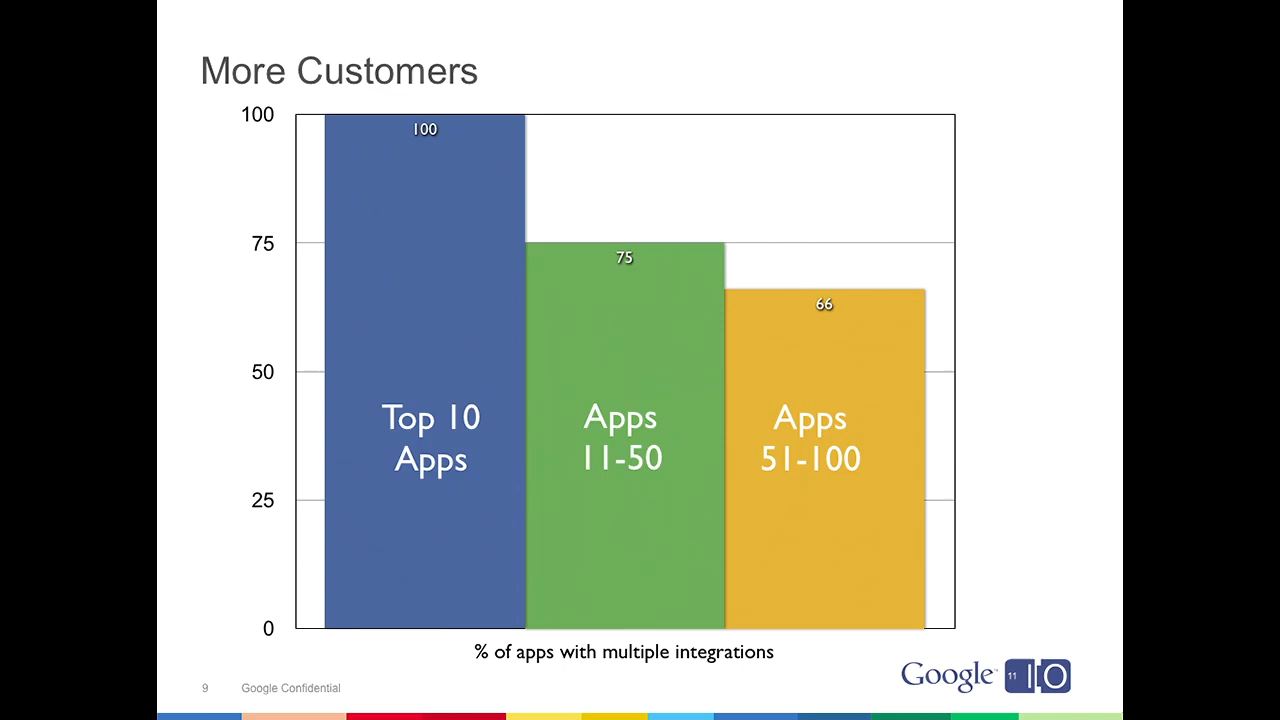 More Customers
100
100
75
75
66
50
Top 10
Apps
Apps
11-50
Apps
51-100
25
0
% of apps with multiple integrations
9
Google Confidential
Google™
11 IO